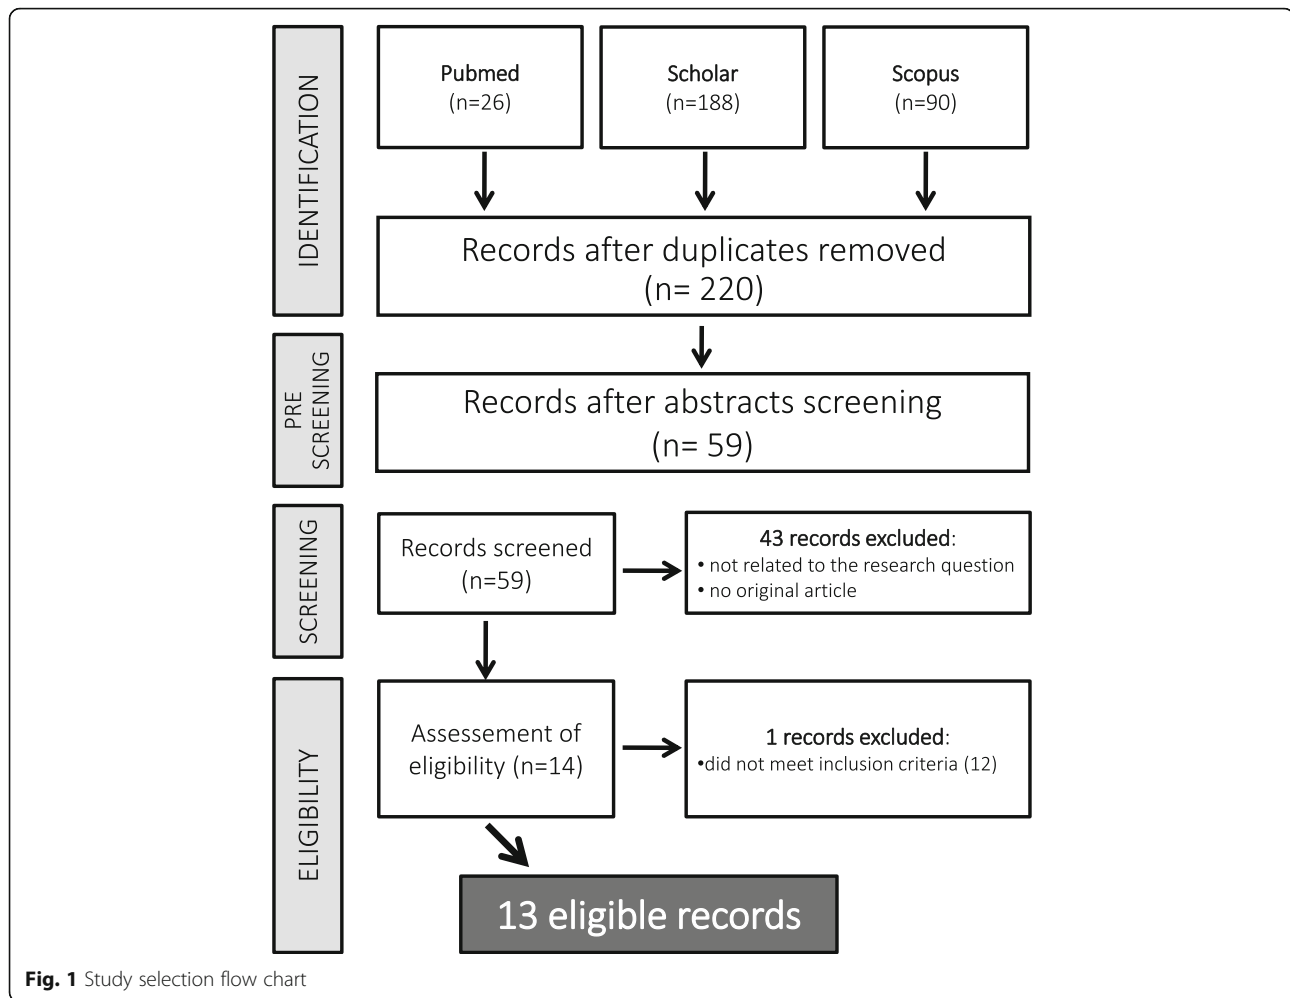 IDENTIFICATION
Pubmed
(n=26)
Scholar
(n=188)
Scopus
(n=90)
Records after duplicates removed
(n= 220)
PRE
SCREENING
Records after abstracts screening
(n= 59)
SCREENING
Records screened
(n=59)
43 records excluded:
• not related to the research question
• no original article
ELIGIBILITY
Assessement of
eligibility (n=14)
1 records excluded:
•did not meet inclusion criteria (12)
13 eligible records
Fig. 1 Study selection flow chart